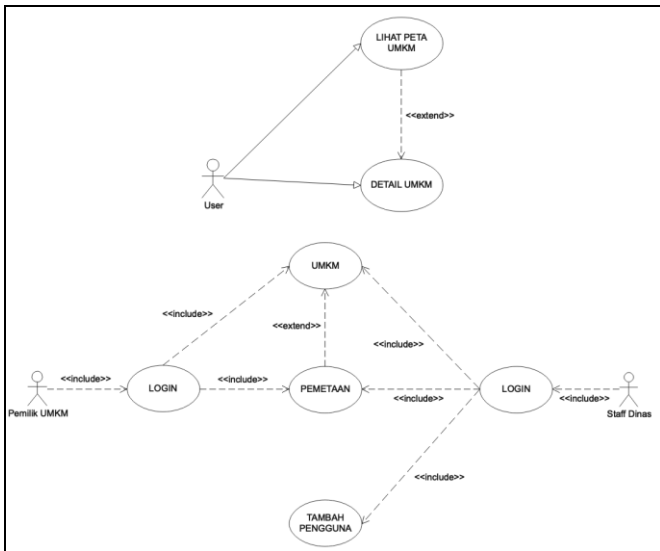 LIHAT PETA
UMKM
<<extend>>
User
DETAIL UMKM
UMKM
<<include>>
<<extend>>
<<include>>
<<include>>
Pemilik UMKM
LOGIN
<<include>>
PEMETAAN
<<include>>
LOGIN
<<include>>
Staff Dinas
<<include>>
TAMBAH
PENGGUNA